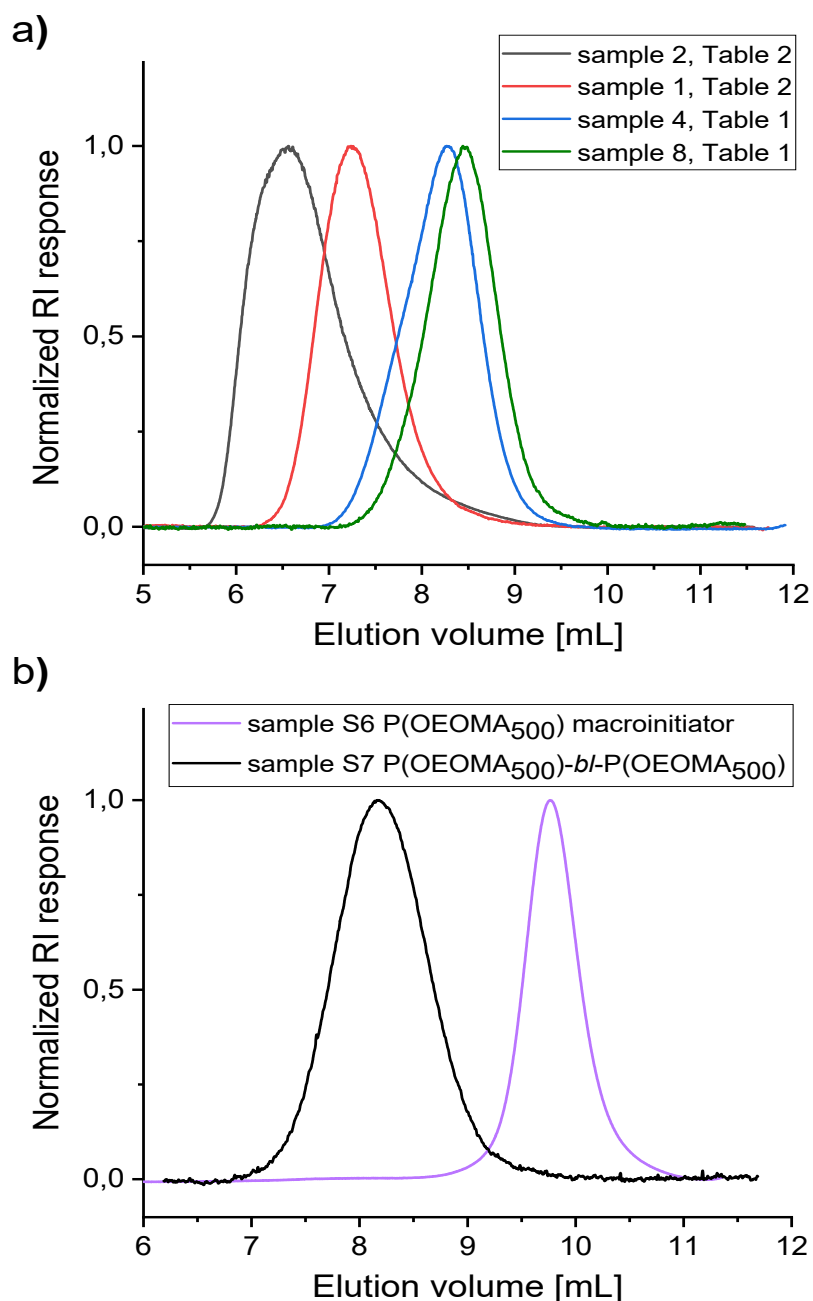 a)
sample 2, Table 2
sample 1, Table 2
sample 4, Table 1
sample 8, Table 1
Normalized RI response
1,0
0,5
0,0
5 6 7 8 9 10 11 12
Elution volume [mL]
b)
sample S6 P(OEOMA500) macroinitiator
sample S7 P(OEOMA500)-bl-P(OEOMA500)
Normalized RI response
1,0
0,5
0,0
6 7 8 9 10 11 12
Elution volume [mL]